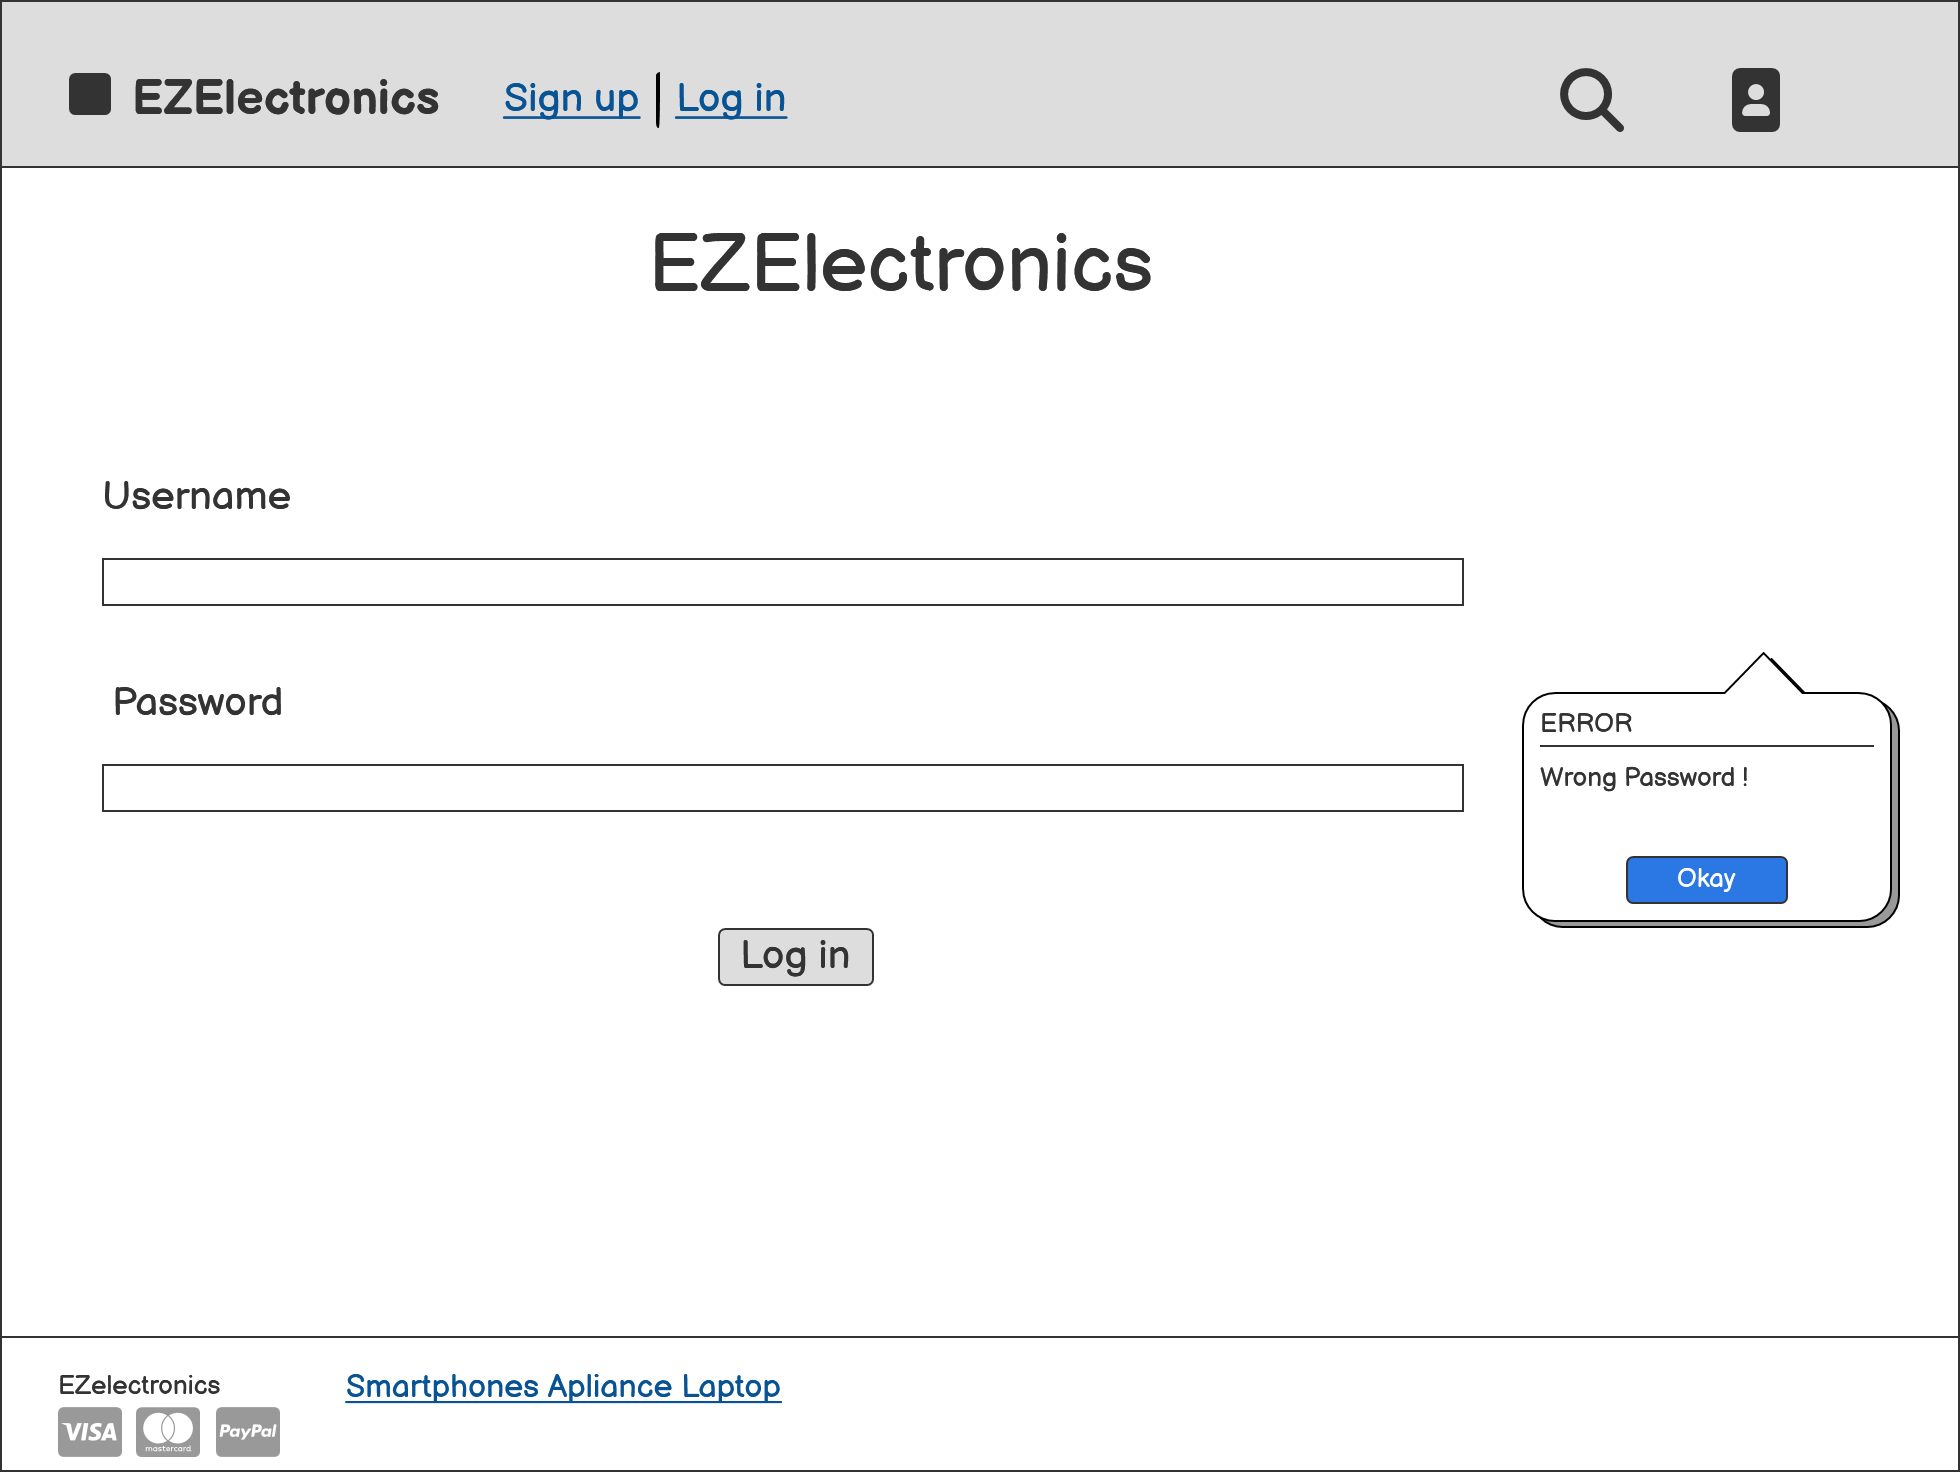 EZElectronics Sign up | Log in
EZElectronics
Username
Password
ERROR
Wrong Password !
Okay
Log in
EZelectronics
Smartphones Apliance Laptop
VISA mastercard PayPal